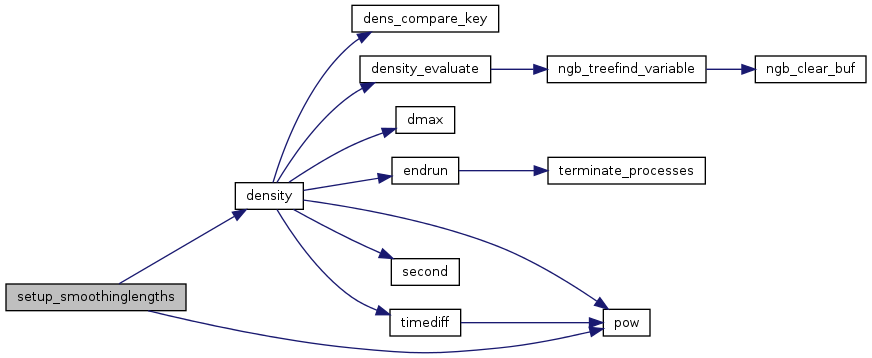 dens_compare_key
density_evaluate
ngb_treefind_variable
ngb_clear_buf
dmax
endrun
terminate_processes
density
second
setup_smoothinglengths
timediff
pow